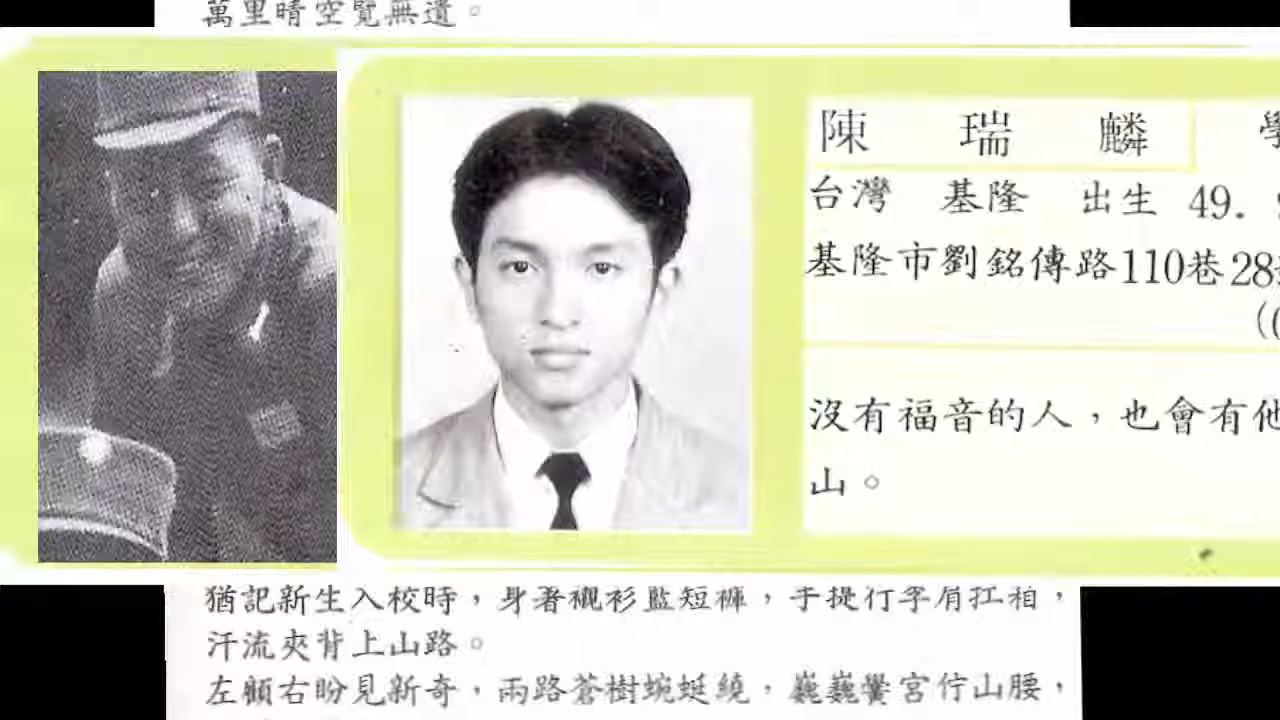 萬里晴空覽無遺。
陳瑞麟
台灣 基隆 出生 49.
基隆市劉銘傳路110巷28
沒有福音的人，也會有他
山。
猶記新生入校時，身著襯衫藍短褲，手提行李肩扛箱，
汗流夾背上山路。
左顧右盼見新奇，兩路蒼樹蜿蜒繞，巍巍黌宮佇山腰，